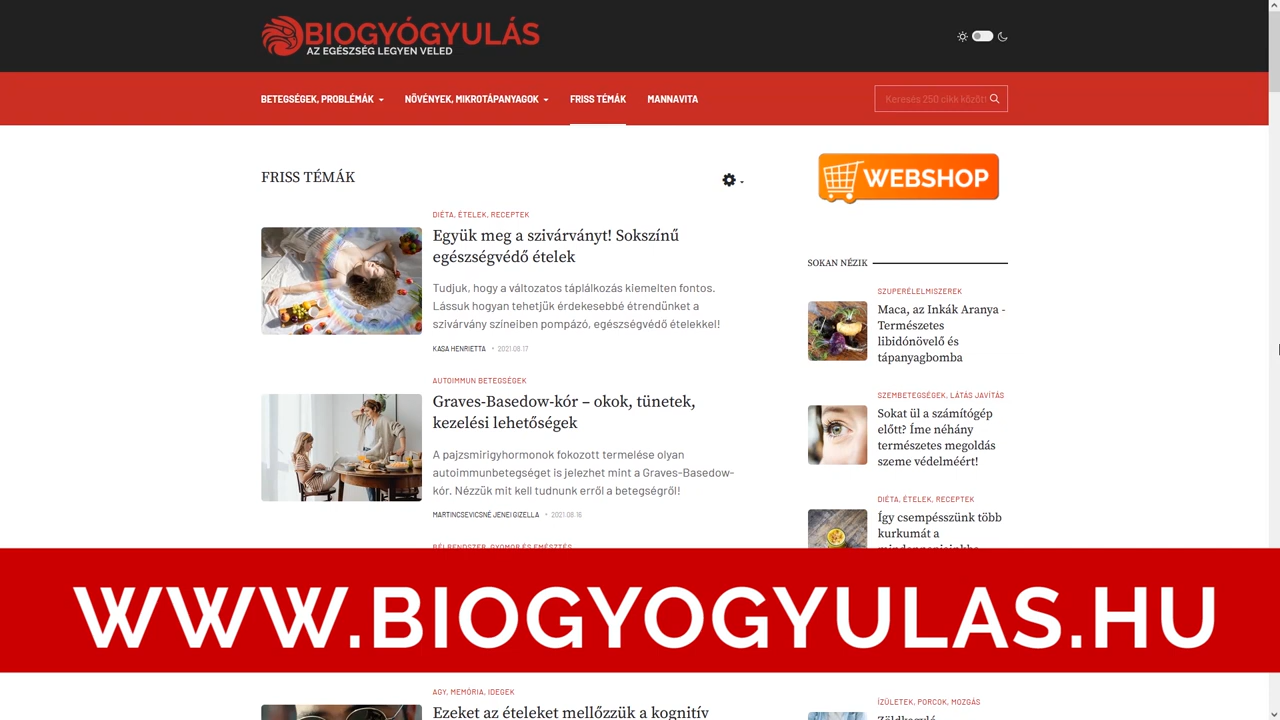 BIOGYÓGYULÁS
AZ EGÉSZSÉG LEGYEN VELED
BETEGSÉGEK, PROBLÉMÁK
NÖVÉNYEK, MIKROTÁPANYAGOK
FRISS TÉMÁK
MANNAVITA
Keresés 250 cikk között
FRISS TÉMÁK
DIÉTA, ÉTELEK, RECEPTEK
Együk meg a szivárványt! Sokszínű
egészségvédő ételek
Tudjuk, hogy a változatos táplálkozás kiemelten fontos.
Lássuk hogyan tehetjük érdekesebbé étrendünket a
szivárvány színeiben pompázó, egészségvédő ételekkel!
KASA HENRIETTA • 2021.08.17
AUTOIMMUN BETEGSÉGEK
Graves-Basedow-kór – okok, tünetek,
kezelési lehetőségek
A pajzsmirigyhormonok fokozott termelése olyan
autoimmunbetegséget is jelezhet mint a Graves-Basedow-
kór. Nézzük mit kell tudnunk erről a betegségről!
MARTINCSEVICSNÉ JENEI GIZELLA • 2021.08.16
BÉLRENDSZER, GYOMOR ÉS EMÉSZTÉS
WEBSHOP
SOKAN NÉZIK
SZUPERÉLELMISZEREK
Maca, az Inkák Aranya -
Természetes
libidónövelő és
tápanyagbomba
SZEMBETEGSÉGEK, LÁTÁS JAVÍTÁS
Sokat ül a számítógép
előtt? Íme néhány
természetes megoldás
szeme védelméért!
DIÉTA, ÉTELEK, RECEPTEK
Így csempésszünk több
kurkumát a
mindennapjainkba
WWW.BIOGYOGYULAS.HU
AGY, MEMÓRIA, IDEGEK
Ezeket az ételeket mellőzzük a kognitív
ÍZÜLETEK, PORCOK, MOZGÁS
Zöldkagyló